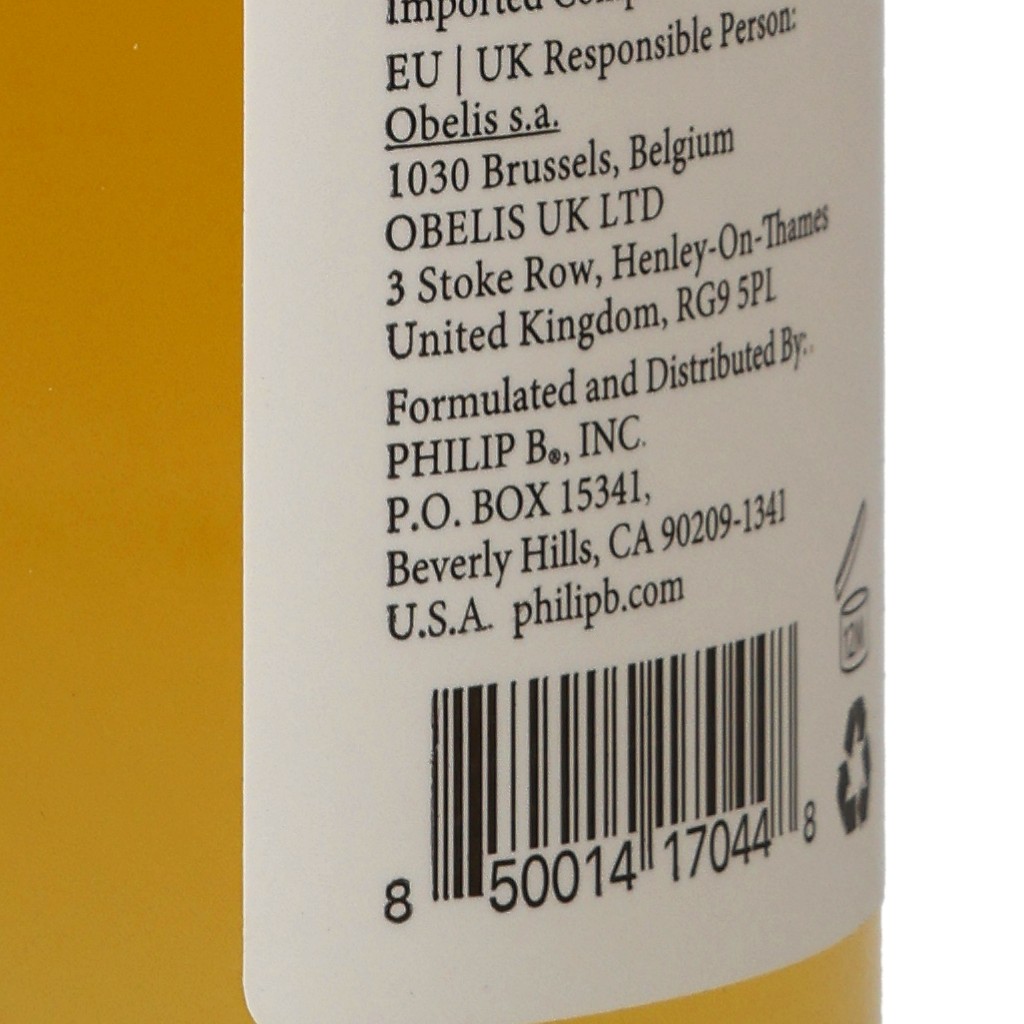 Imported
EU | UK Responsible Person:
Obelis s.a.
1030 Brussels, Belgium
OBELIS UK LTD
3 Stoke Row, Henley-On-Thames
United Kingdom, RG9 5PL
Formulated and Distributed By:
PHILIP B®, INC.
P.O. BOX 15341,
Beverly Hills, CA 90209-1341
U.S.A. philipb.com
12M
8 50014 17044 8